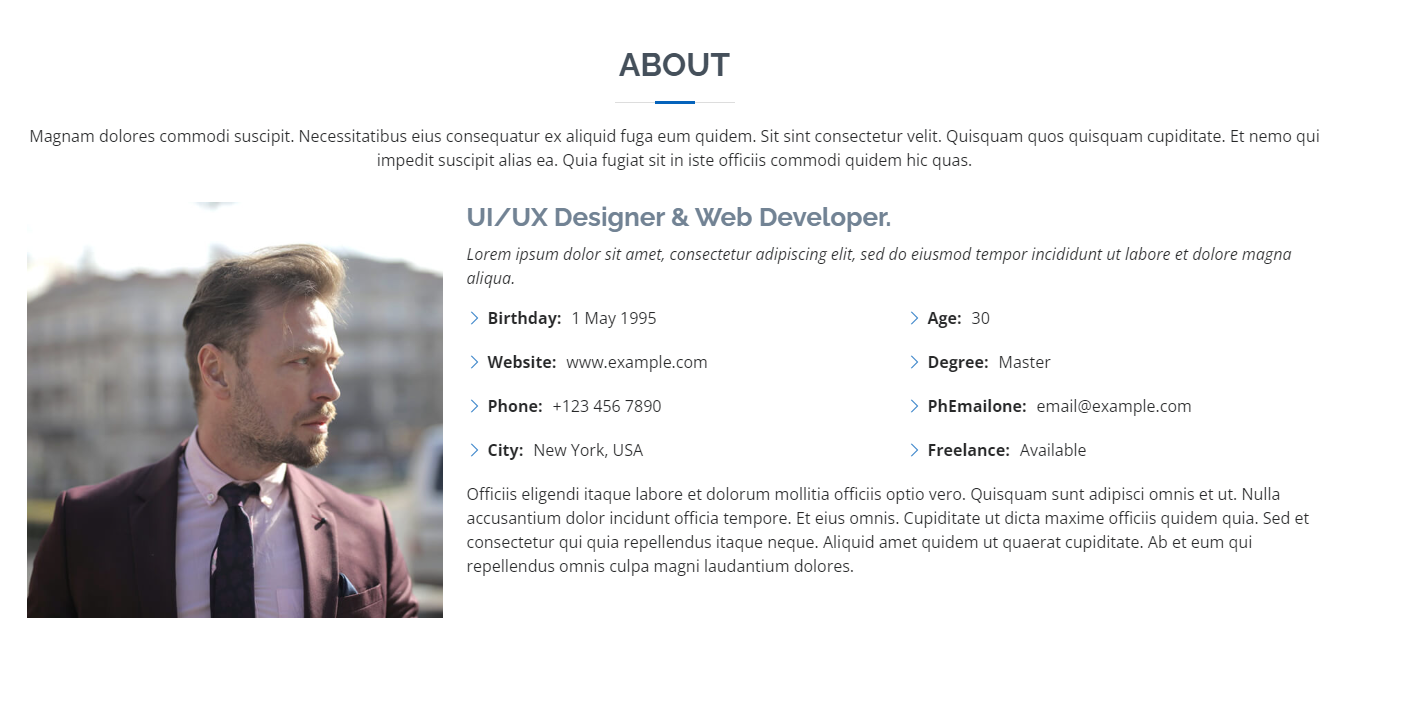 ABOUT
Magnam dolores commodi suscipit. Necessitatibus eius consequatur ex aliquid fuga eum quidem. Sit sint consectetur velit. Quisquam quos quisquam cupiditate. Et nemo qui
impedit suscipit alias ea. Quia fugiat sit in iste officiis commodi quidem hic quas.
UI/UX Designer & Web Developer.
Lorem ipsum dolor sit amet, consectetur adipiscing elit, sed do eiusmod tempor incididunt ut labore et dolore magna
aliqua.
Birthday: 1 May 1995
Website: www.example.com
Phone: +123 456 7890
City: New York, USA
Age: 30
Degree: Master
PhEmailone: email@example.com
Freelance: Available
Officiis eligendi itaque labore et dolorum mollitia officiis optio vero. Quisquam sunt adipisci omnis et ut. Nulla
accusantium dolor incidunt officia tempore. Et eius omnis. Cupiditate ut dicta maxime officiis quidem quia. Sed et
consectetur qui quia repellendus itaque neque. Aliquid amet quidem ut quaerat cupiditate. Ab et eum qui
repellendus omnis culpa magni laudantium dolores.